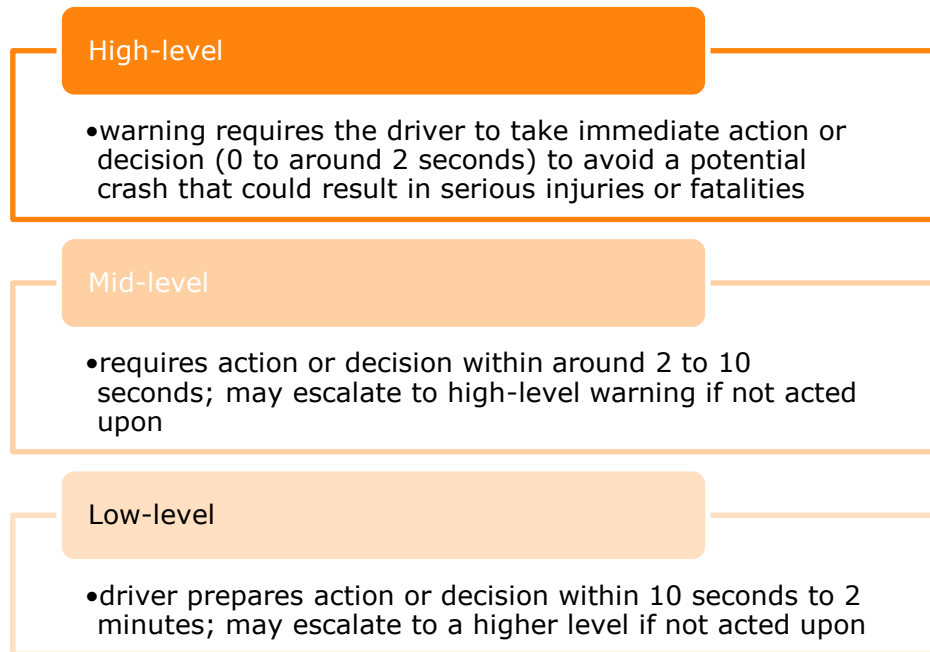 High-level
•warning requires the driver to take immediate action or
decision (0 to around 2 seconds) to avoid a potential
crash that could result in serious injuries or fatalities
Mid-level
•requires action or decision within around 2 to 10
seconds; may escalate to high-level warning if not acted
upon
Low-level
•driver prepares action or decision within 10 seconds to 2
minutes; may escalate to a higher level if not acted upon